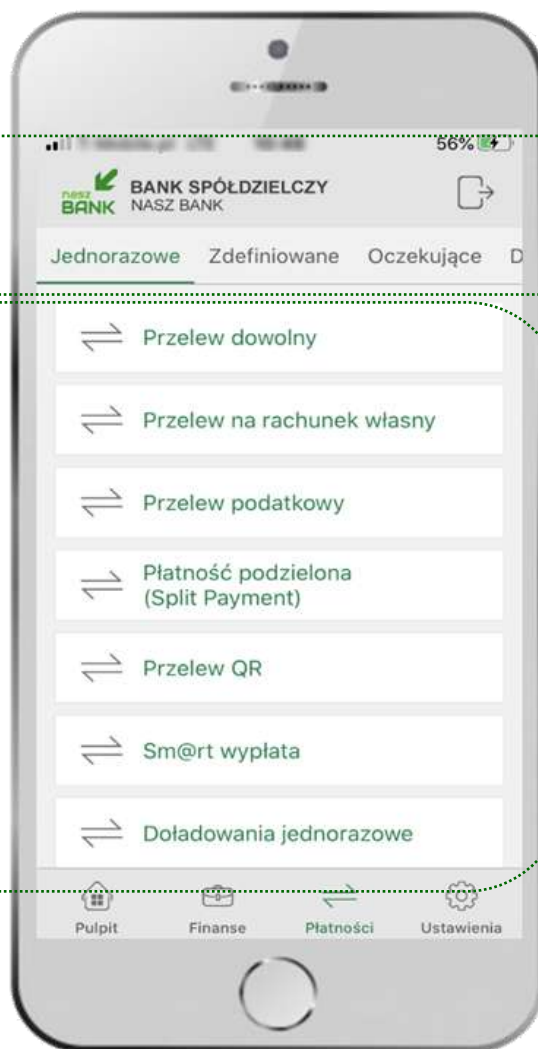 56%
nasz
BANK
BANK SPÓŁDZIELCZY
NASZ BANK
Jednorazowe Zdefiniowane Oczekujące D
Przelew dowolny
Przelew na rachunek własny
Przelew podatkowy
Płatność podzielona
(Split Payment)
Przelew QR
Sm@rt wypłata
Doładowania jednorazowe
Pulpit Finanse Płatności Ustawienia